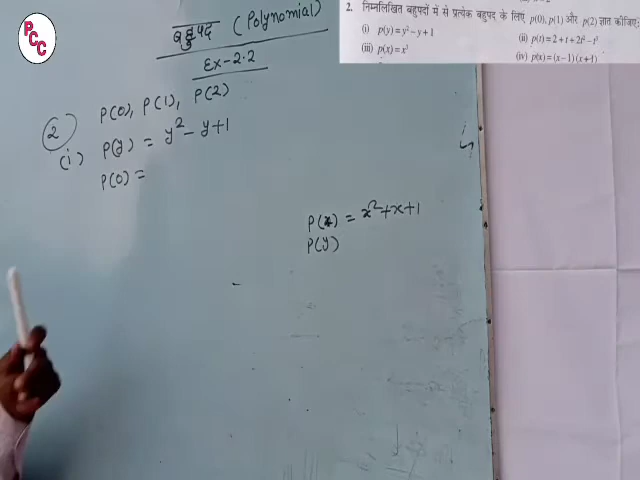 PCC
बहुपद (Polynomial)
Ex-2.2
2. निम्नलिखित बहुपदों में से प्रत्येक बहुपद के लिए, p(0), p(1) और p(2) ज्ञात कीजिए:
(i) p(y) = y² – y + 1 (ii) p(t) = 2 + t + 2t² – t³
(iii) p(x) = x³ (iv) p(x) = (x – 1) (x + 1)
② P(0), P(1), P(2)
(i) P(y) = y² - y + 1
P(0) =
P(x) = x² + x + 1
P(y)